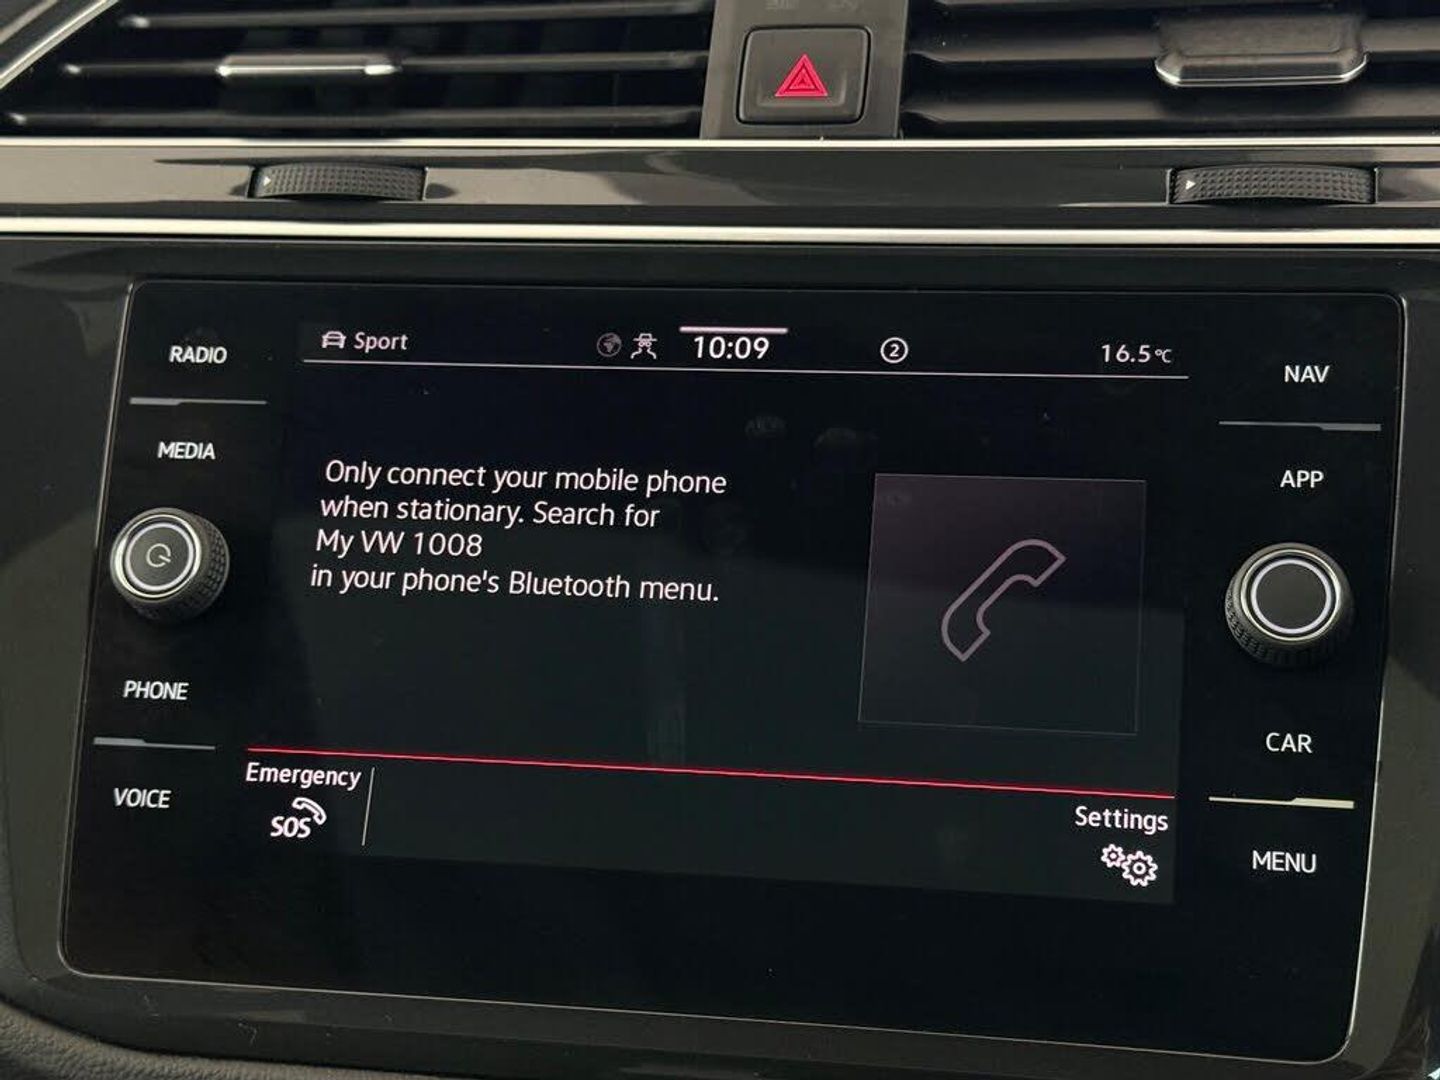 RADIO
MEDIA
PHONE
VOICE
Sport
10:09
2
16.5°C
Only connect your mobile phone
when stationary. Search for
My VW 1008
in your phone's Bluetooth menu.
Emergency
SOS
Settings
NAV
APP
CAR
MENU